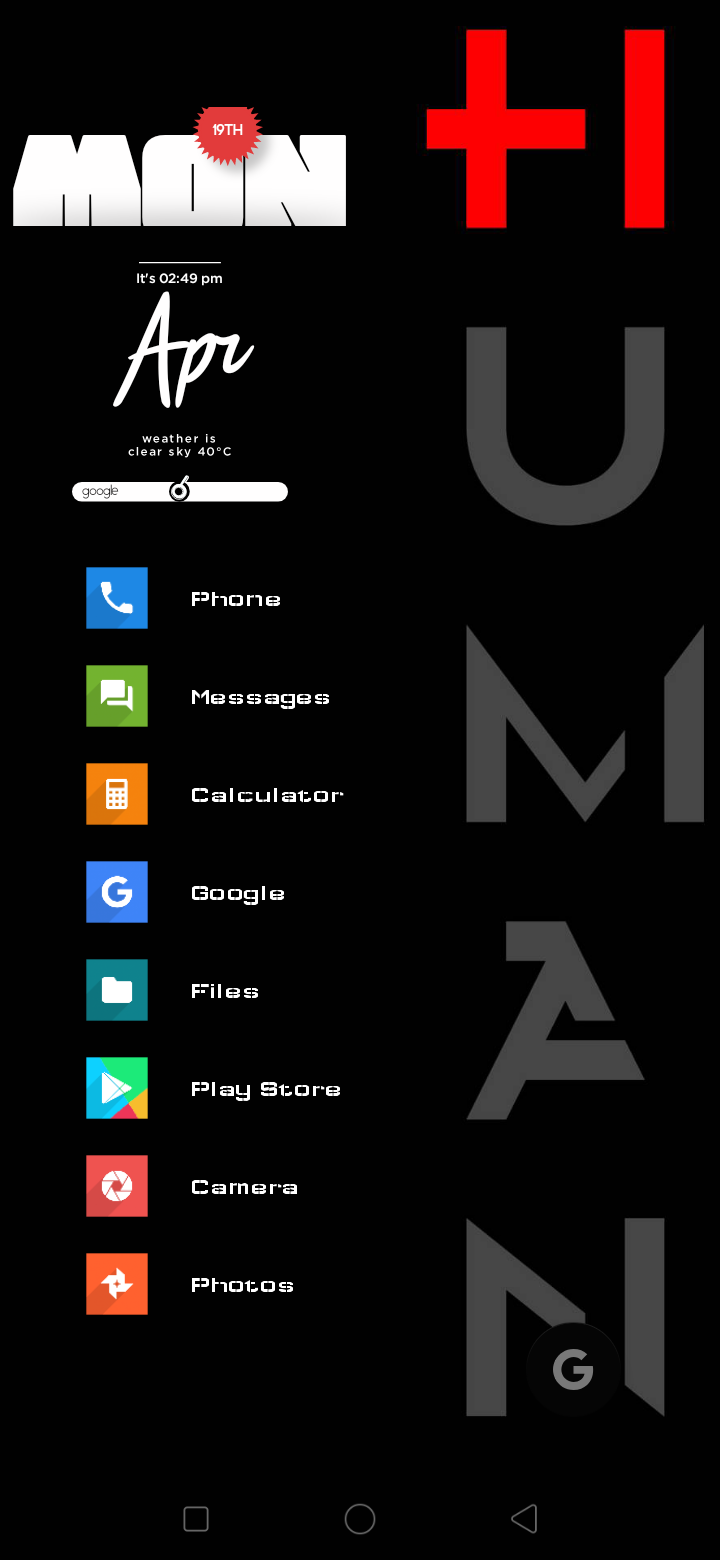 19TH
MON
It's 02:49 pm
Apr
weather is
clear sky 40°C
google
Phone
Messages
Calculator
Google
Files
Play Store
Camera
Photos
HUMAN
G